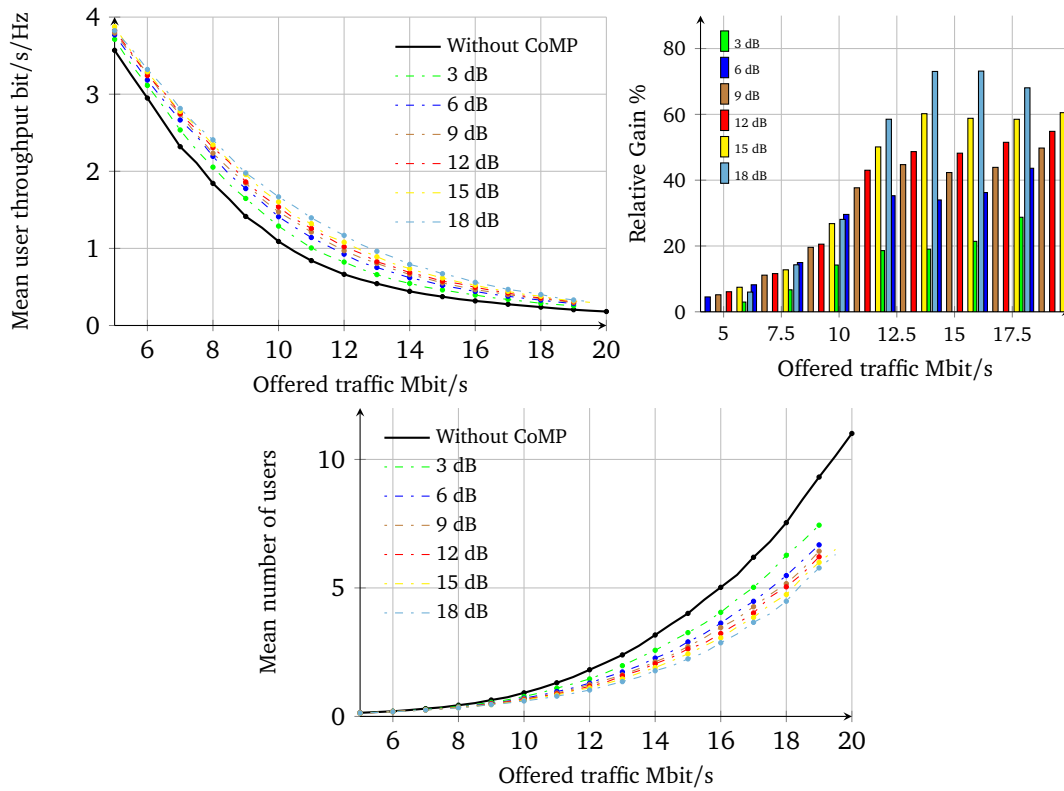 Mean user throughput bit/s/Hz
4
3
2
1
0
6 8 10 12 14 16 18 20
Offered traffic Mbit/s
Without CoMP
3 dB
6 dB
9 dB
12 dB
15 dB
18 dB
Relative Gain %
80
60
40
20
0
5 7.5 10 12.5 15 17.5
Offered traffic Mbit/s
3 dB
6 dB
9 dB
12 dB
15 dB
18 dB
Mean number of users
10
5
0
6 8 10 12 14 16 18 20
Offered traffic Mbit/s
Without CoMP
3 dB
6 dB
9 dB
12 dB
15 dB
18 dB